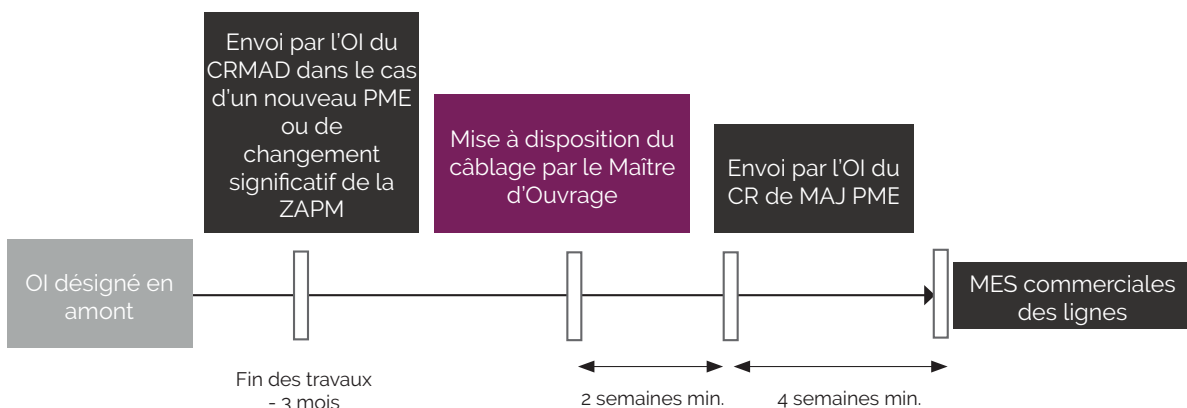 Envoi par l'OI du
CRMAD dans le cas
d'un nouveau PME
ou de
changement
significatif de la
ZAPM
Mise à disposition du
câblage par le Maître
d'Ouvrage
Envoi par l'OI du
CR de MAJ PME
OI désigné en
amont
MES commerciales
des lignes
Fin des travaux
- 3 mois
2 semaines min.
4 semaines min.